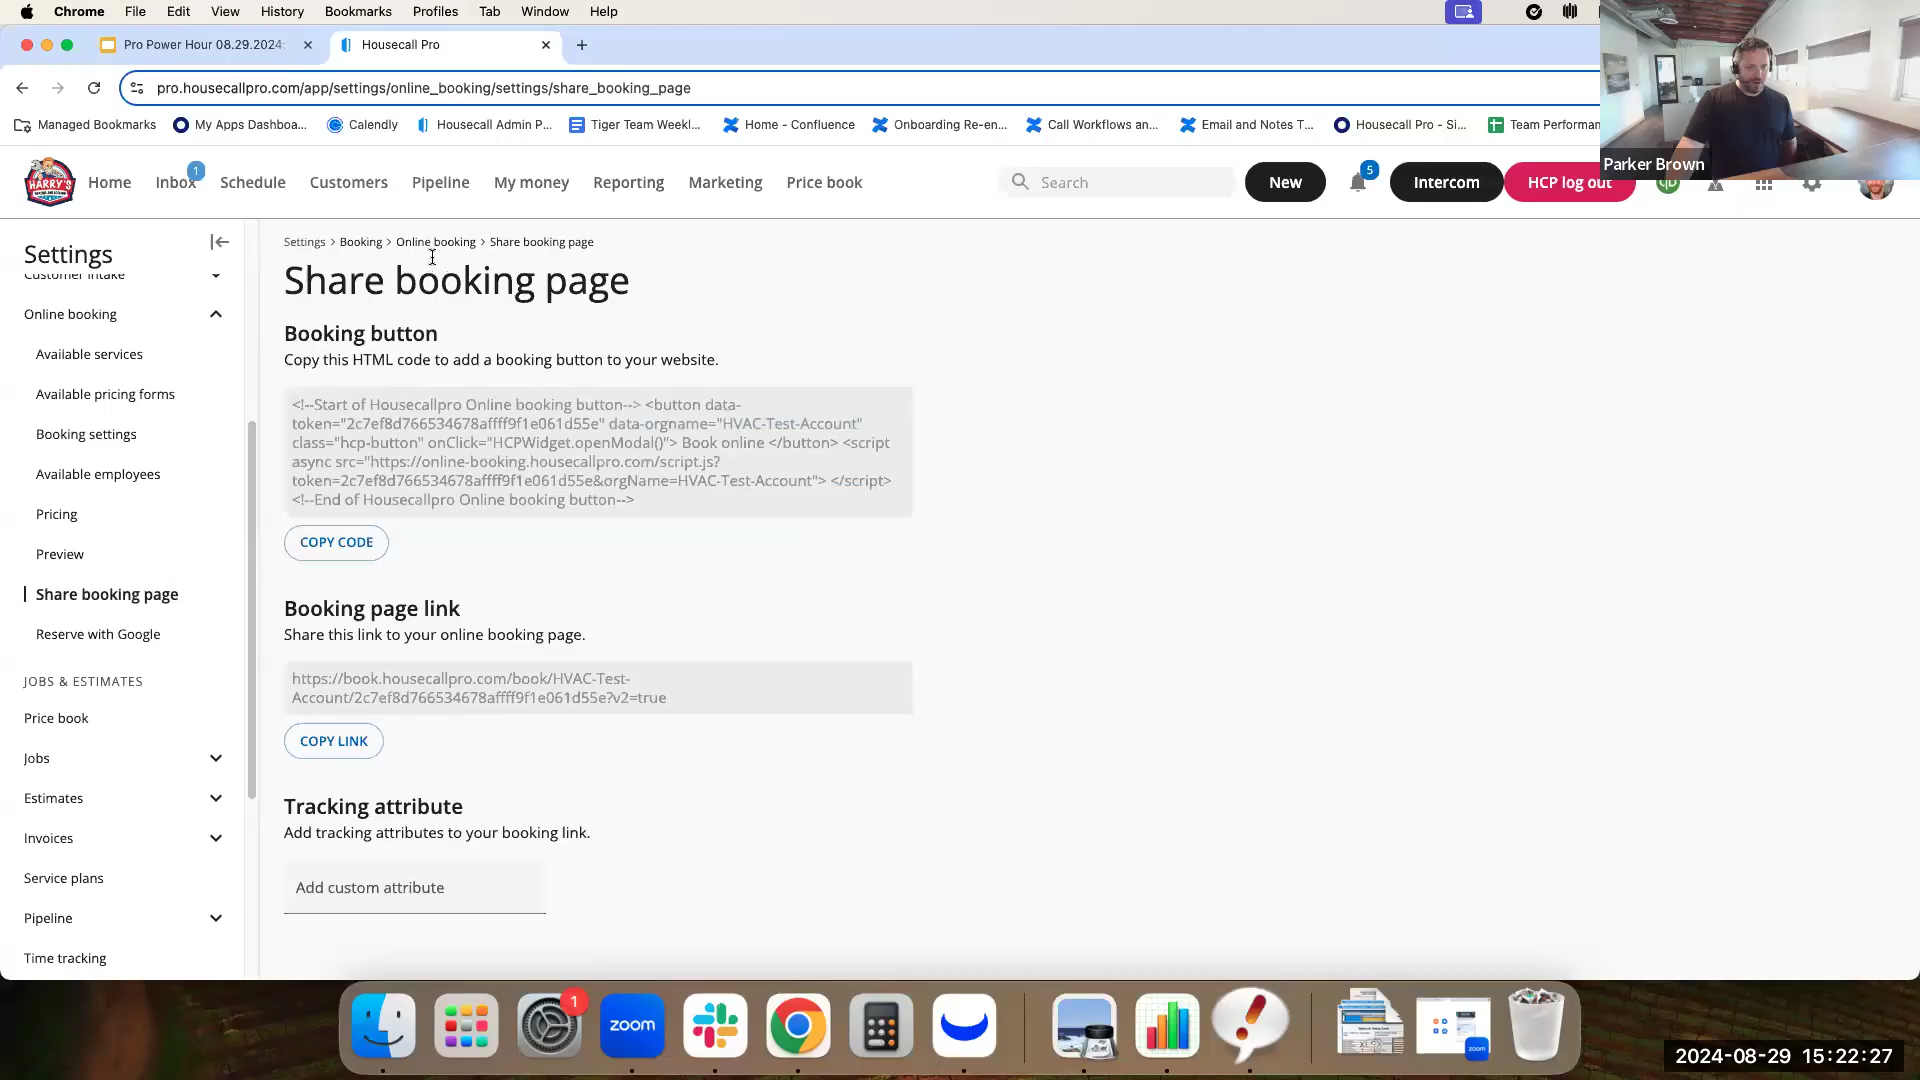 Chrome File Edit View History Bookmarks Profiles Tab Window Help
Pro Power Hour 08.29.2024:
Housecall Pro
pro.housecallpro.com/app/settings/online_booking/settings/share_booking_page
Managed Bookmarks My Apps Dashboa... Calendly Housecall Admin P... Tiger Team Weekl... Home - Confluence Onboarding Re-en... Call Workflows an... Email and Notes T... Housecall Pro - Si... Team Performan
Parker Brown
HARRY'S
Home Inbox 1 Schedule Customers Pipeline My money Reporting Marketing Price book Search New 5 Intercom HCP log out qb
Settings
Customer intake
Online booking
Available services
Available pricing forms
Booking settings
Available employees
Pricing
Preview
Share booking page
Reserve with Google
JOBS & ESTIMATES
Price book
Jobs
Estimates
Invoices
Service plans
Pipeline
Time tracking
Settings > Booking > Online booking > Share booking page
Share booking page
Booking button
Copy this HTML code to add a booking button to your website.
<!--Start of Housecallpro Online booking button--> <button data-
token="2c7ef8d766534678affff9f1e061d55e" data-orgname="HVAC-Test-Account"
class="hcp-button" onClick="HCPWidget.openModal()"> Book online </button> <script
async src="https://online-booking.housecallpro.com/script.js?
token=2c7ef8d766534678affff9f1e061d55e&orgName=HVAC-Test-Account"> </script>
<!--End of Housecallpro Online booking button-->
COPY CODE
Booking page link
Share this link to your online booking page.
https://book.housecallpro.com/book/HVAC-Test-
Account/2c7ef8d766534678affff9f1e061d55e?v2=true
COPY LINK
Tracking attribute
Add tracking attributes to your booking link.
Add custom attribute
1
zoom
zoom
2024-08-29 15:22:27